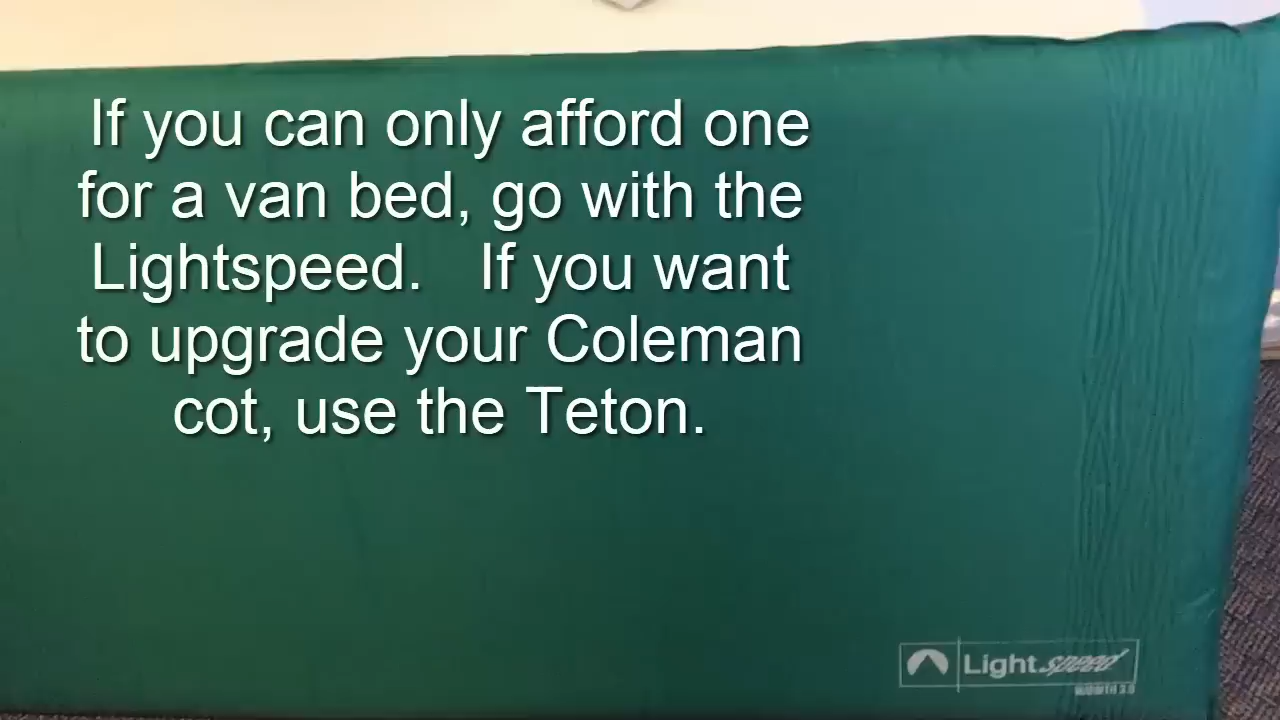 If you can only afford one
for a van bed, go with the
Lightspeed. If you want
to upgrade your Coleman
cot, use the Teton.
Light speed